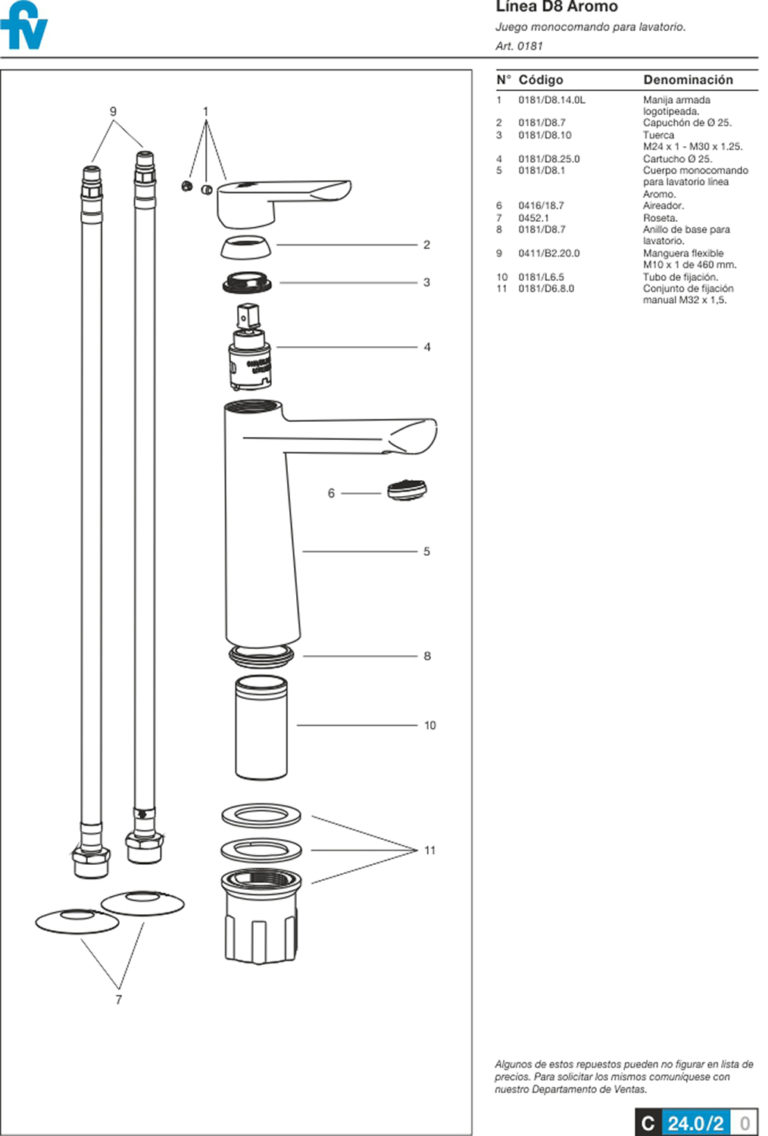 fv
Línea D8 Aromo
Juego monocomando para lavatorio.
Art. 0181
N° Código Denominación
1 0181/D8.14.0L Manija armada
logotipeada.
2 0181/D8.7 Capuchón de Ø 25.
3 0181/D8.10 Tuerca
M24 x 1 - M30 x 1.25.
4 0181/D8.25.0 Cartucho Ø 25.
5 0181/D8.1 Cuerpo monocomando
para lavatorio línea
Aromo.
6 0416/18.7 Aireador.
7 0452.1 Roseta.
8 0181/D8.7 Anillo de base para
lavatorio.
9 0411/B2.20.0 Manguera flexible
M10 x 1 de 460 mm.
10 0181/L6.5 Tubo de fijación.
11 0181/D6.8.0 Conjunto de fijación
manual M32 x 1,5.
9
1
2
3
4
6
5
8
10
11
7
Algunos de estos repuestos pueden no figurar en lista de
precios. Para solicitar los mismos comuníquese con
nuestro Departamento de Ventas.
C 24.0/2 0